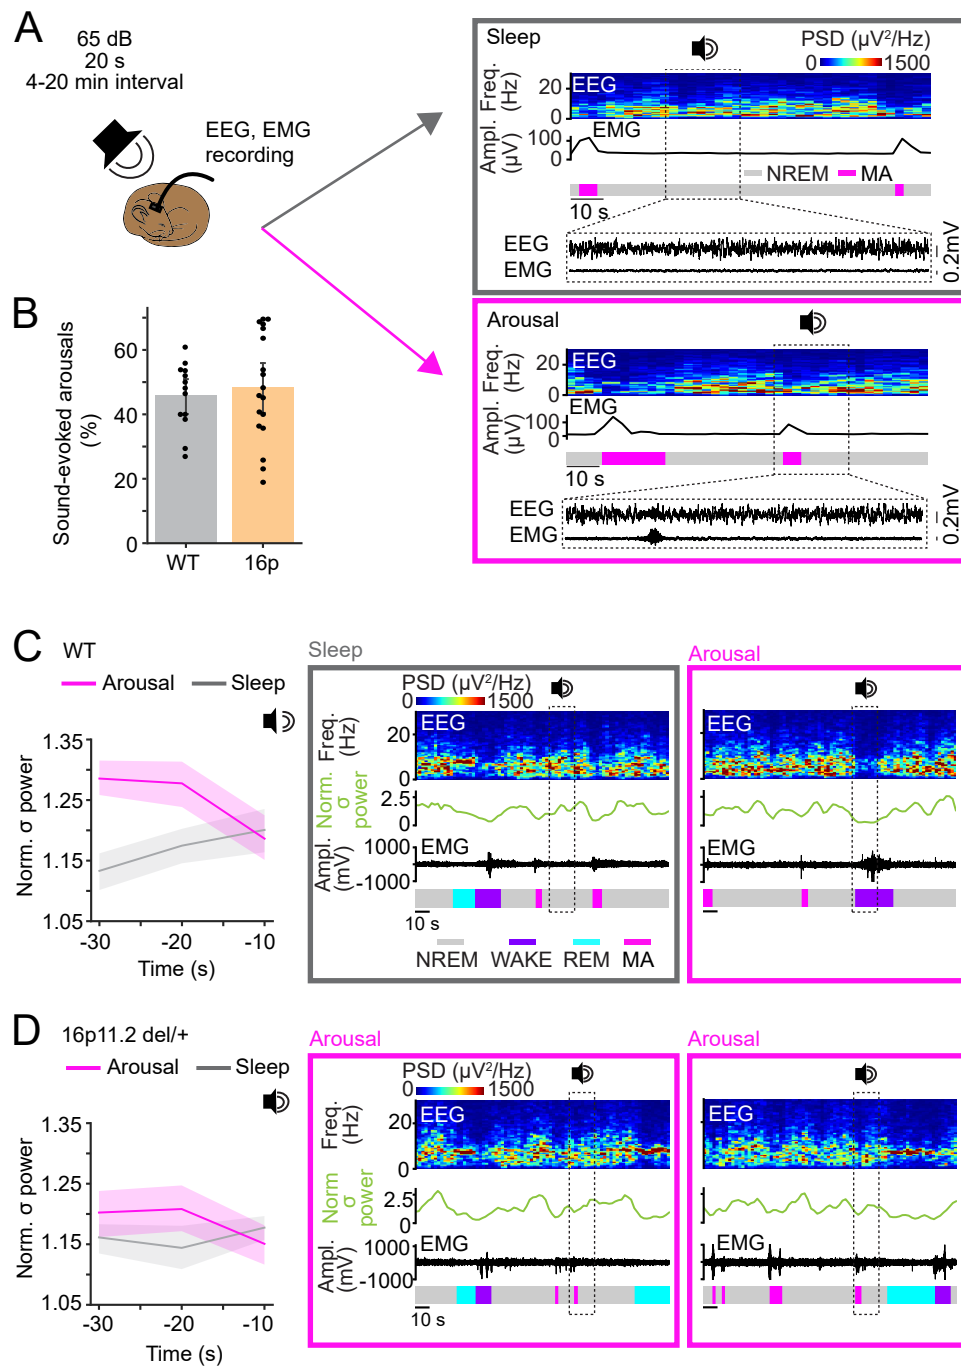 A
65 dB
20 s
4-20 min interval
EEG, EMG
recording
Sleep
PSD (µV²/Hz)
0 1500
Freq.
(Hz)
20
0
EEG
Ampl.
(µV)
100
0
EMG
NREM MA
10 s
EEG
EMG
0.2mV
Arousal
Freq.
(Hz)
20
0
EEG
Ampl.
(µV)
100
0
EMG
10 s
EEG
EMG
0.2mV
B
Sound-evoked arousals
(%)
60
40
20
0
WT 16p
C
WT
Arousal Sleep
Norm. σ power
1.35
1.25
1.15
1.05
-30 -20 -10
Time (s)
Sleep
PSD (µV²/Hz)
0 1500
Freq.
(Hz)
20
0
EEG
Norm.
σ
power
2.5
0
Ampl.
(mV)
1000
-1000
EMG
10 s
NREM WAKE REM MA
Arousal
EEG
EMG
D
16p11.2 del/+
Arousal Sleep
Norm. σ power
1.35
1.25
1.15
1.05
-30 -20 -10
Time (s)
Arousal
PSD (µV²/Hz)
0 1500
Freq.
(Hz)
20
0
EEG
Norm
σ
power
2.5
0
Ampl.
(mV)
1000
-1000
EMG
10 s
Arousal
EEG
EMG